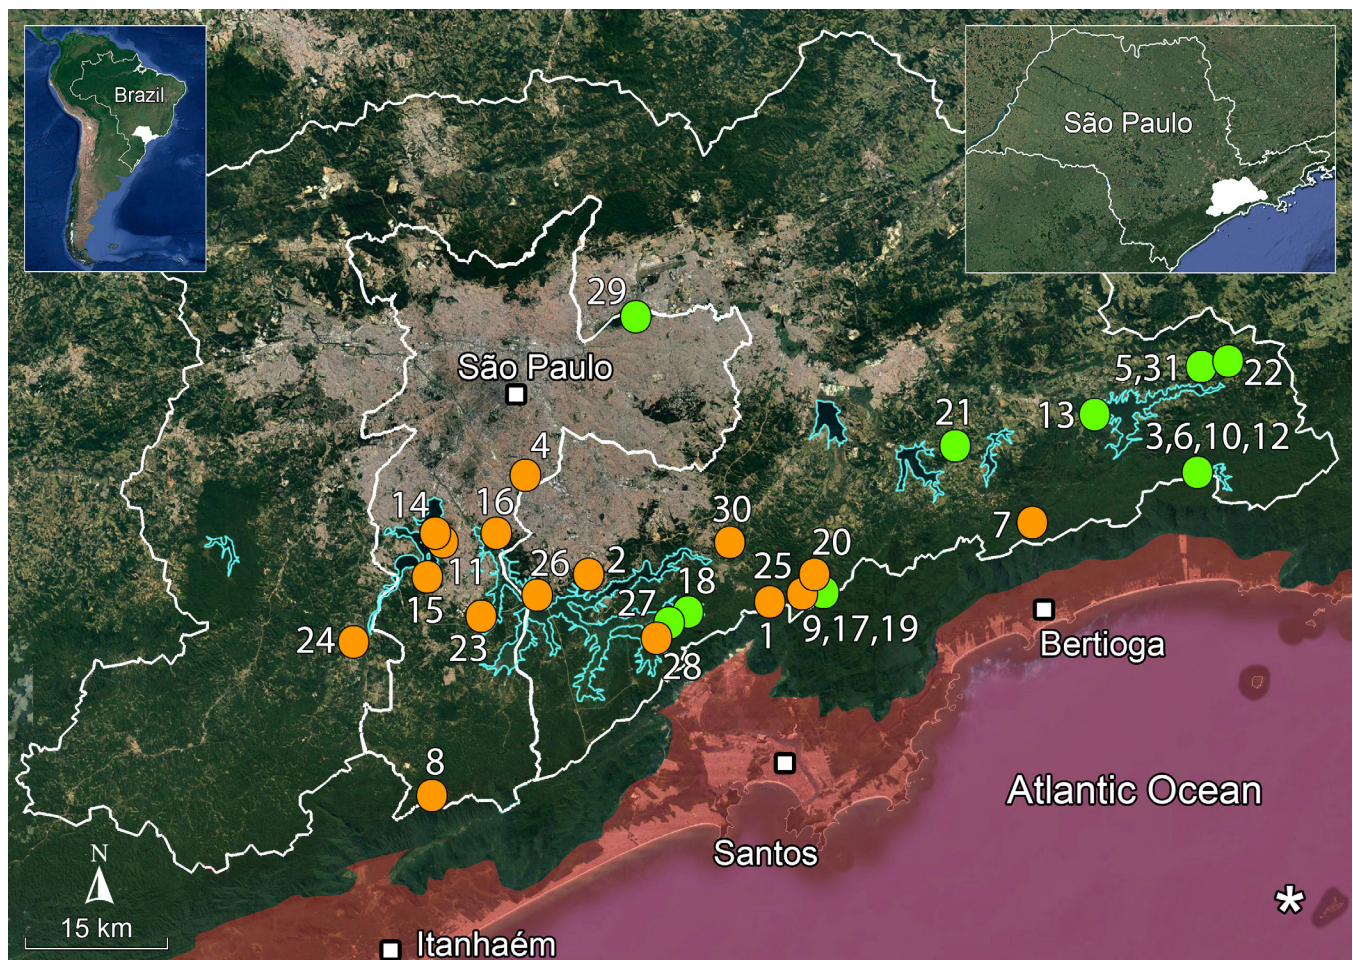 Brazil
São Paulo
29
São Paulo
5,31
22
13
21
3,6,10,12
4
14
16
30
7
20
11
26
2
25
18
15
27
1
9,17,19
23
24
28
Bertioga
8
Atlantic Ocean
Santos
N
*
15 km
Itanhaém